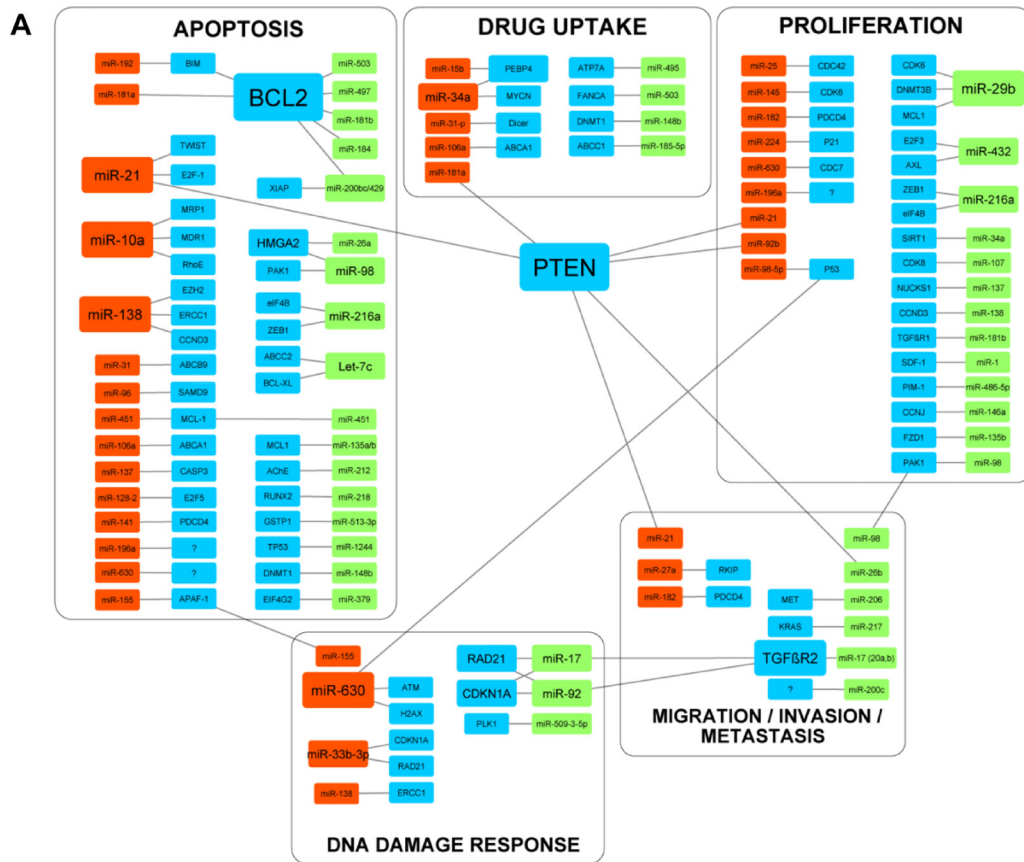 A
APOPTOSIS
miR-192 BIM miR-503
BCL2
miR-181a miR-497
miR-181b
miR-184
TWIST
miR-21
E2F-1
XIAP miR-200bc/429
MRP1
miR-10a MDR1
RhoE
HMGA2 miR-26a
PAK1 miR-98
EZH2
miR-138 ERCC1
CCND3
eIF4B
miR-216a
ZEB1
ABCC2
Let-7c
BCL-XL
miR-31 ABCB9
miR-96 SAMD9
miR-451 MCL-1 miR-451
miR-106a ABCA1 MCL1 miR-135a/b
miR-137 CASP3 AChE miR-212
miR-128-2 E2F5 RUNX2 miR-218
miR-141 PDCD4 GSTP1 miR-513-3p
miR-196a ? TP53 miR-1244
miR-630 ? DNMT1 miR-148b
miR-155 APAF-1 EIF4G2 miR-379
DRUG UPTAKE
miR-15b PEBP4 ATP7A miR-495
miR-34a MYCN FANCA miR-503
miR-31-p Dicer DNMT1 miR-148b
miR-106a ABCA1 ABCC1 miR-185-5p
miR-181a
PTEN
PROLIFERATION
miR-25 CDC42
miR-145 CDK6
miR-182 PDCD4
miR-224 P21
miR-630 CDC7
miR-196a ?
miR-21
miR-92b
miR-98-5p P53
CDK6
DNMT3B miR-29b
MCL1
E2F3
miR-432
AXL
ZEB1
miR-216a
eIF4B
SIRT1 miR-34a
CDK8 miR-107
NUCKS1 miR-137
CCND3 miR-138
TGFßR1 miR-181b
SDF-1 miR-1
PIM-1 miR-486-5p
CCNJ miR-146a
FZD1 miR-135b
PAK1 miR-98
miR-21 miR-98
miR-27a RKIP miR-26b
miR-182 PDCD4 MET miR-206
KRAS miR-217
TGFßR2 miR-17 (20a,b)
? miR-200c
MIGRATION / INVASION /
METASTASIS
miR-155
miR-630 ATM
H2AX
miR-33b-3p CDKN1A
RAD21
miR-138 ERCC1
RAD21 miR-17
CDKN1A miR-92
PLK1 miR-509-3-5p
DNA DAMAGE RESPONSE